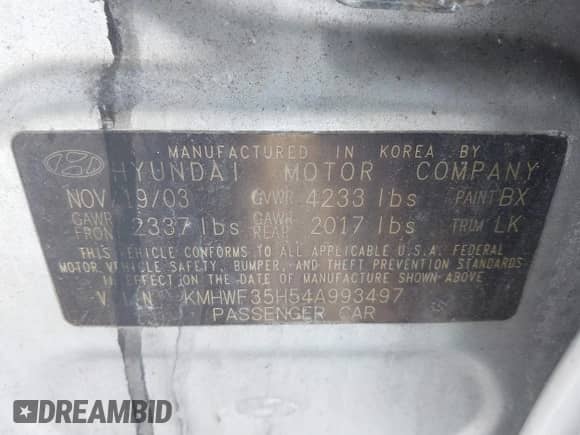 MANUFACTURED IN KOREA BY
HYUNDAI MOTOR COMPANY
NOV/19/03 GVWR 4233 lbs PAINT BX
GAWR FRONT 2337 lbs GAWR REAR 2017 lbs TRIM LK
THIS VEHICLE CONFORMS TO ALL APPLICABLE U.S.A. FEDERAL
MOTOR VEHICLE SAFETY, BUMPER, AND THEFT PREVENTION STANDARDS
IN EFFECT ON THE DATE OF MANUFACTURE SHOWN ABOVE
V.I.N KMHWF35H54A993497
PASSENGER CAR
DREAMBID